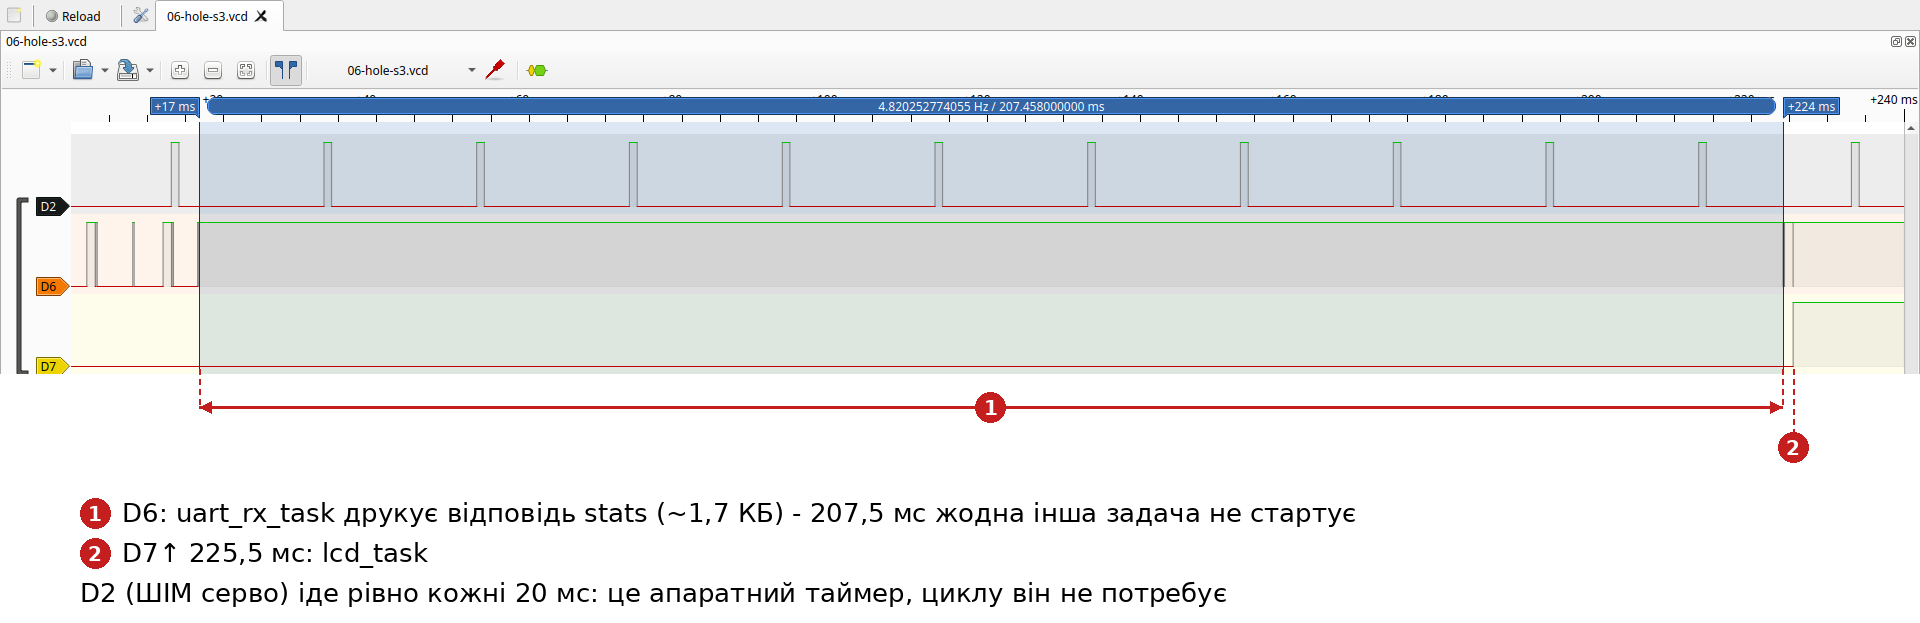 Reload
06-hole-s3.vcd
06-hole-s3.vcd
06-hole-s3.vcd
+17 ms
4.820252774055 Hz / 207.458000000 ms
+224 ms
+240 ms
D2
D6
D7
1
2
1 D6: uart_rx_task друкує відповідь stats (~1,7 КБ) - 207,5 мс жодна інша задача не стартує
2 D7↑ 225,5 мс: lcd_task
D2 (ШІМ серво) іде рівно кожні 20 мс: це апаратний таймер, циклу він не потребує